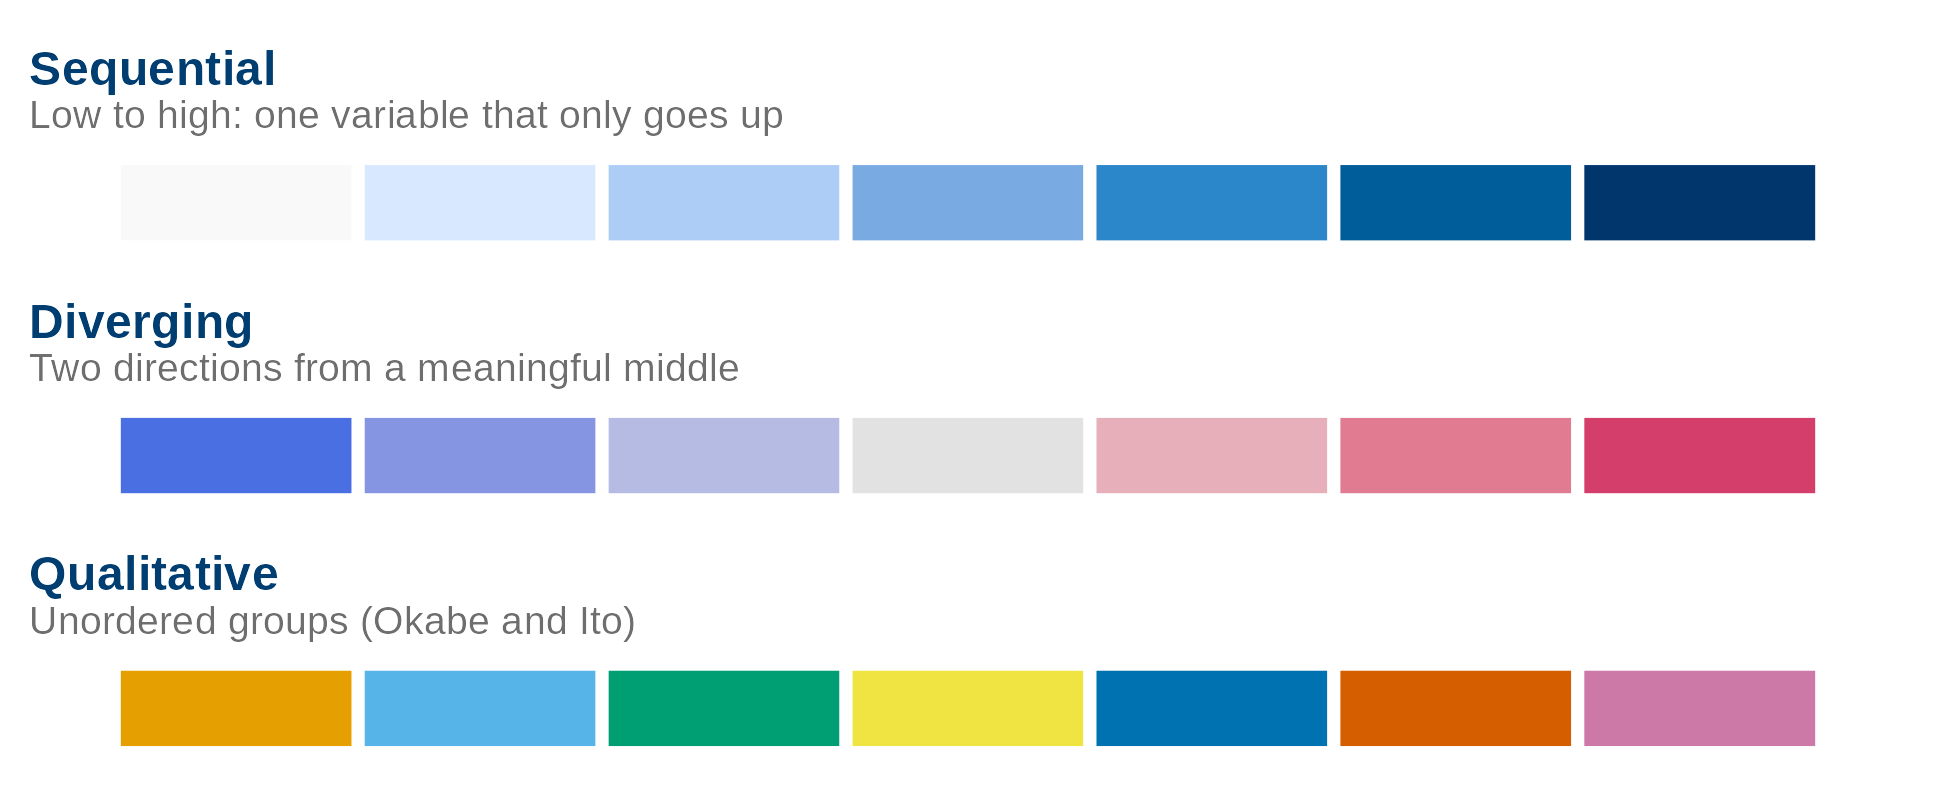 Sequential
Low to high: one variable that only goes up
Diverging
Two directions from a meaningful middle
Qualitative
Unordered groups (Okabe and Ito)